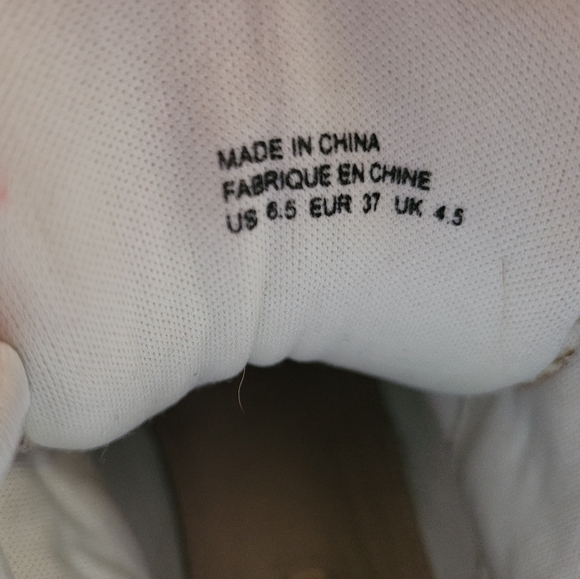 MADE IN CHINA
FABRIQUE EN CHINE
US 6.5 EUR 37 UK 4.5